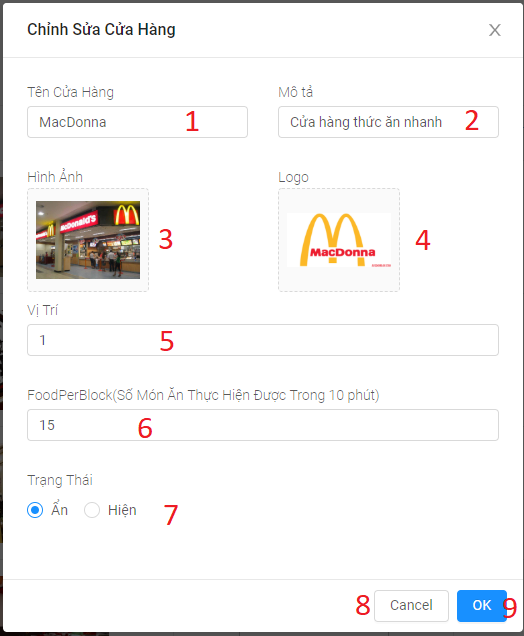 Chỉnh Sửa Cửa Hàng
Tên Cửa Hàng
Mô tả
MacDonna 1
Cửa hàng thức ăn nhanh 2
Hình Ảnh
Logo
McDonald's
3
MacDonna
4
Vị Trí
1 5
FoodPerBlock(Số Món Ăn Thực Hiện Được Trong 10 phút)
15 6
Trạng Thái
Ẩn Hiện 7
8 Cancel OK 9